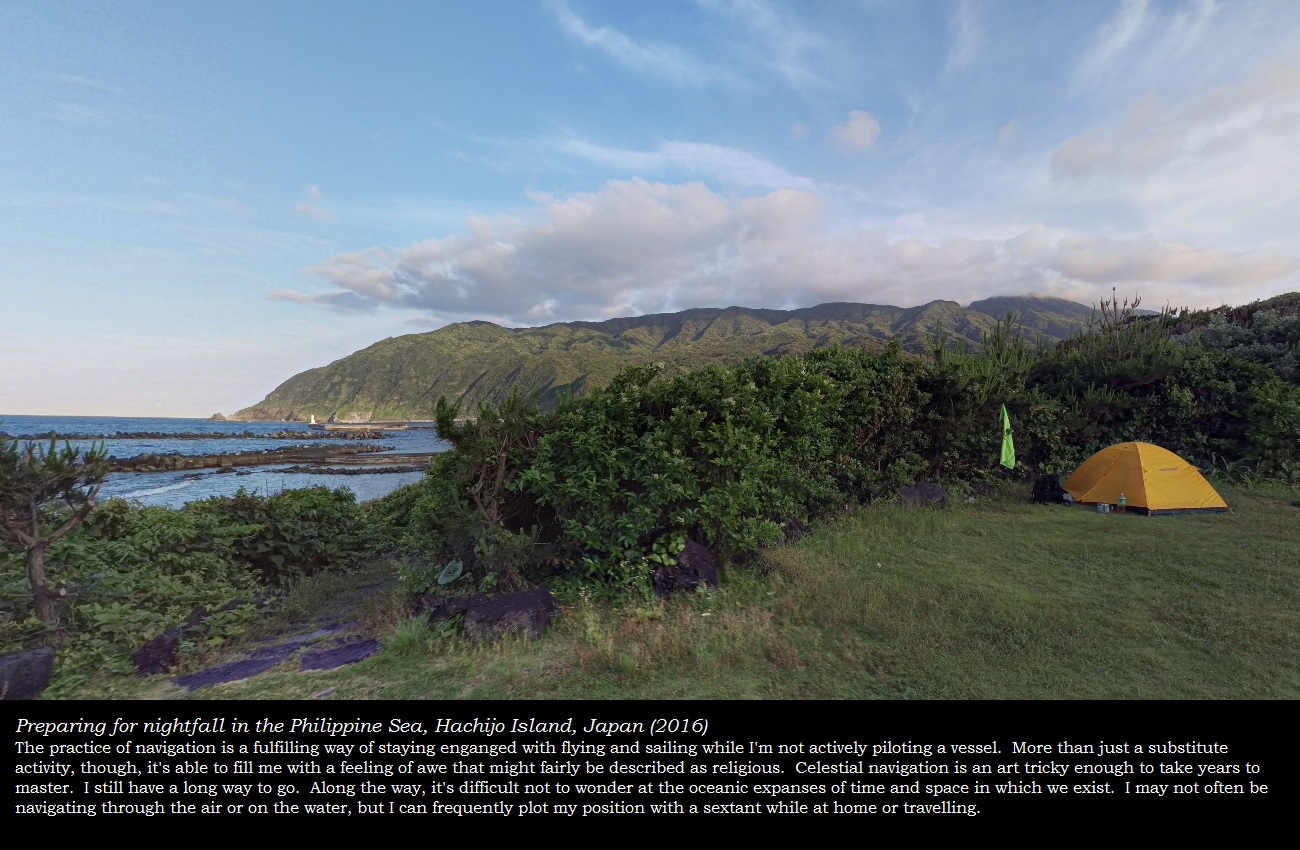 Preparing for nightfall in the Philippine Sea, Hachijo Island, Japan (2016)
The practice of navigation is a fulfilling way of staying enganged with flying and sailing while I'm not actively piloting a vessel.  More than just a substitute
activity, though, it's able to fill me with a feeling of awe that might fairly be described as religious.  Celestial navigation is an art tricky enough to take years to
master.  I still have a long way to go.  Along the way, it's difficult not to wonder at the oceanic expanses of time and space in which we exist.  I may not often be
navigating through the air or on the water, but I can frequently plot my position with a sextant while at home or travelling.